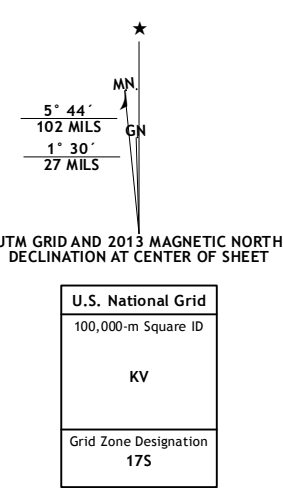 ★
MN
5° 44´
102 MILS
GN
1° 30´
27 MILS
UTM GRID AND 2013 MAGNETIC NORTH
DECLINATION AT CENTER OF SHEET
U.S. National Grid
100,000-m Square ID
KV
Grid Zone Designation
17S